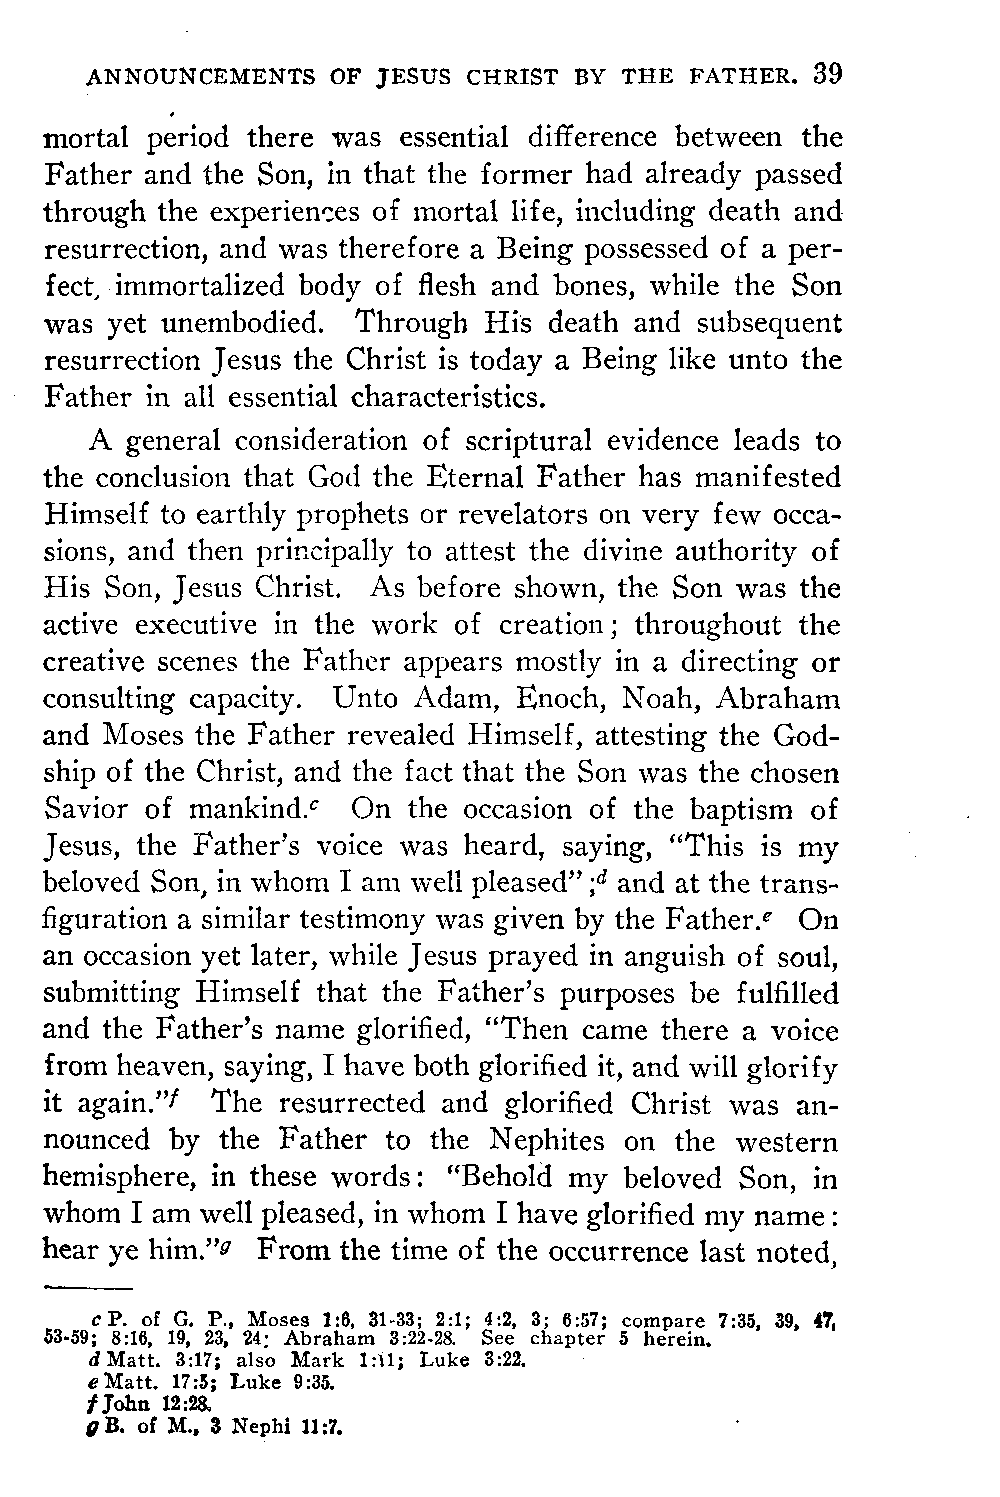 ANNOUNCEMENTS OF JESUS CHRIST BY THE FATHER. 39
mortal period there was essential difference between the
Father and the Son, in that the former had already passed
through the experiences of mortal life, including death and
resurrection, and was therefore a Being possessed of a per-
fect, immortalized body of flesh and bones, while the Son
was yet unembodied. Through His death and subsequent
resurrection Jesus the Christ is today a Being like unto the
Father in all essential characteristics.
A general consideration of scriptural evidence leads to
the conclusion that God the Eternal Father has manifested
Himself to earthly prophets or revelators on very few occa-
sions, and then principally to attest the divine authority of
His Son, Jesus Christ. As before shown, the Son was the
active executive in the work of creation; throughout the
creative scenes the Father appears mostly in a directing or
consulting capacity. Unto Adam, Enoch, Noah, Abraham
and Moses the Father revealed Himself, attesting the God-
ship of the Christ, and the fact that the Son was the chosen
Savior of mankind.c On the occasion of the baptism of
Jesus, the Father's voice was heard, saying, "This is my
beloved Son, in whom I am well pleased";d and at the trans-
figuration a similar testimony was given by the Father.e On
an occasion yet later, while Jesus prayed in anguish of soul,
submitting Himself that the Father's purposes be fulfilled
and the Father's name glorified, "Then came there a voice
from heaven, saying, I have both glorified it, and will glorify
it again."f The resurrected and glorified Christ was an-
nounced by the Father to the Nephites on the western
hemisphere, in these words: "Behold my beloved Son, in
whom I am well pleased, in whom I have glorified my name:
hear ye him."g From the time of the occurrence last noted,
c P. of G. P., Moses 1:6, 31-33; 2:1; 4:2, 3; 6:57; compare 7:35, 39, 47,
53-59; 8:16, 19, 23, 24; Abraham 3:22-28. See chapter 5 herein.
d Matt. 3:17; also Mark 1:11; Luke 3:22.
e Matt. 17:5; Luke 9:35.
f John 12:28.
g B. of M., 3 Nephi 11:7.